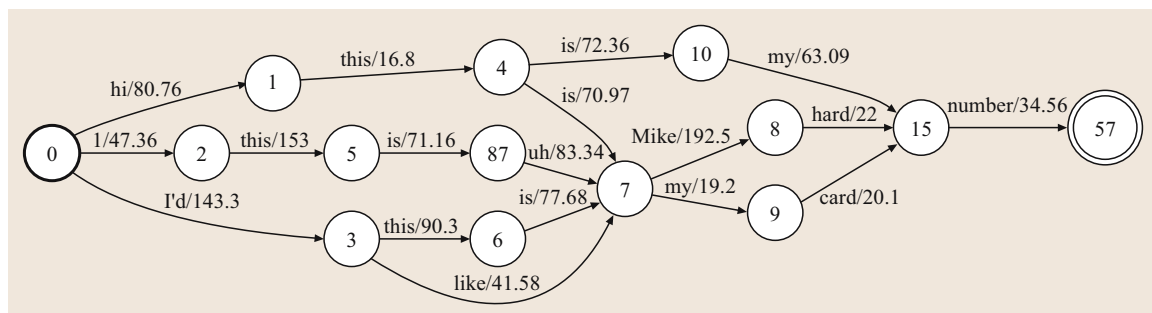 is/72.36
10
my/63.09
this/16.8
4
hi/80.76
1
is/70.97
number/34.56
hard/22
Mike/192.5
8
15
57
0
1/47.36
2
this/153
5
is/71.16
87
uh/83.34
7
my/19.2
is/77.68
card/20.1
9
I'd/143.3
3
this/90.3
6
like/41.58